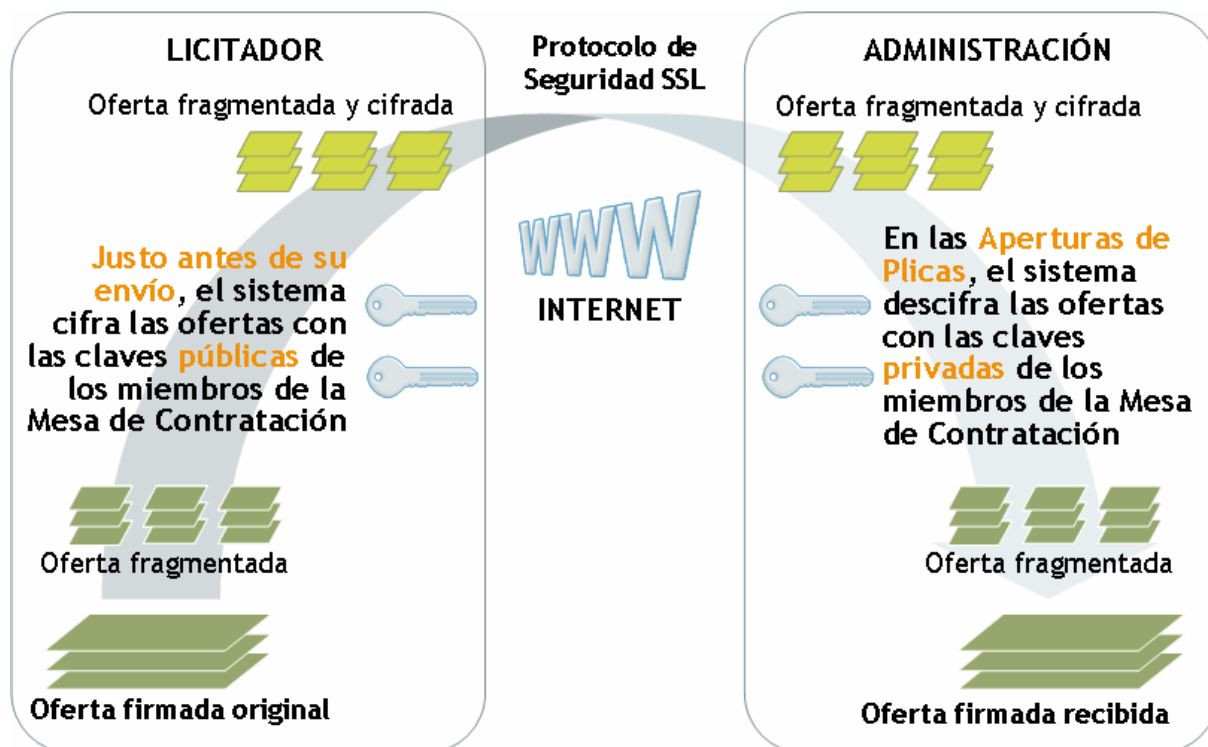 LICITADOR
Oferta fragmentada y cifrada
Justo antes de su
envío, el sistema
cifra las ofertas con
las claves públicas de
los miembros de la
Mesa de Contratación
Oferta fragmentada
Oferta firmada original
Protocolo de
Seguridad SSL
WWW
INTERNET
ADMINISTRACIÓN
Oferta fragmentada y cifrada
En las Aperturas de
Plicas, el sistema
descifra las ofertas
con las claves
privadas de los
miembros de la Mesa
de Contratación
Oferta fragmentada
Oferta firmada recibida